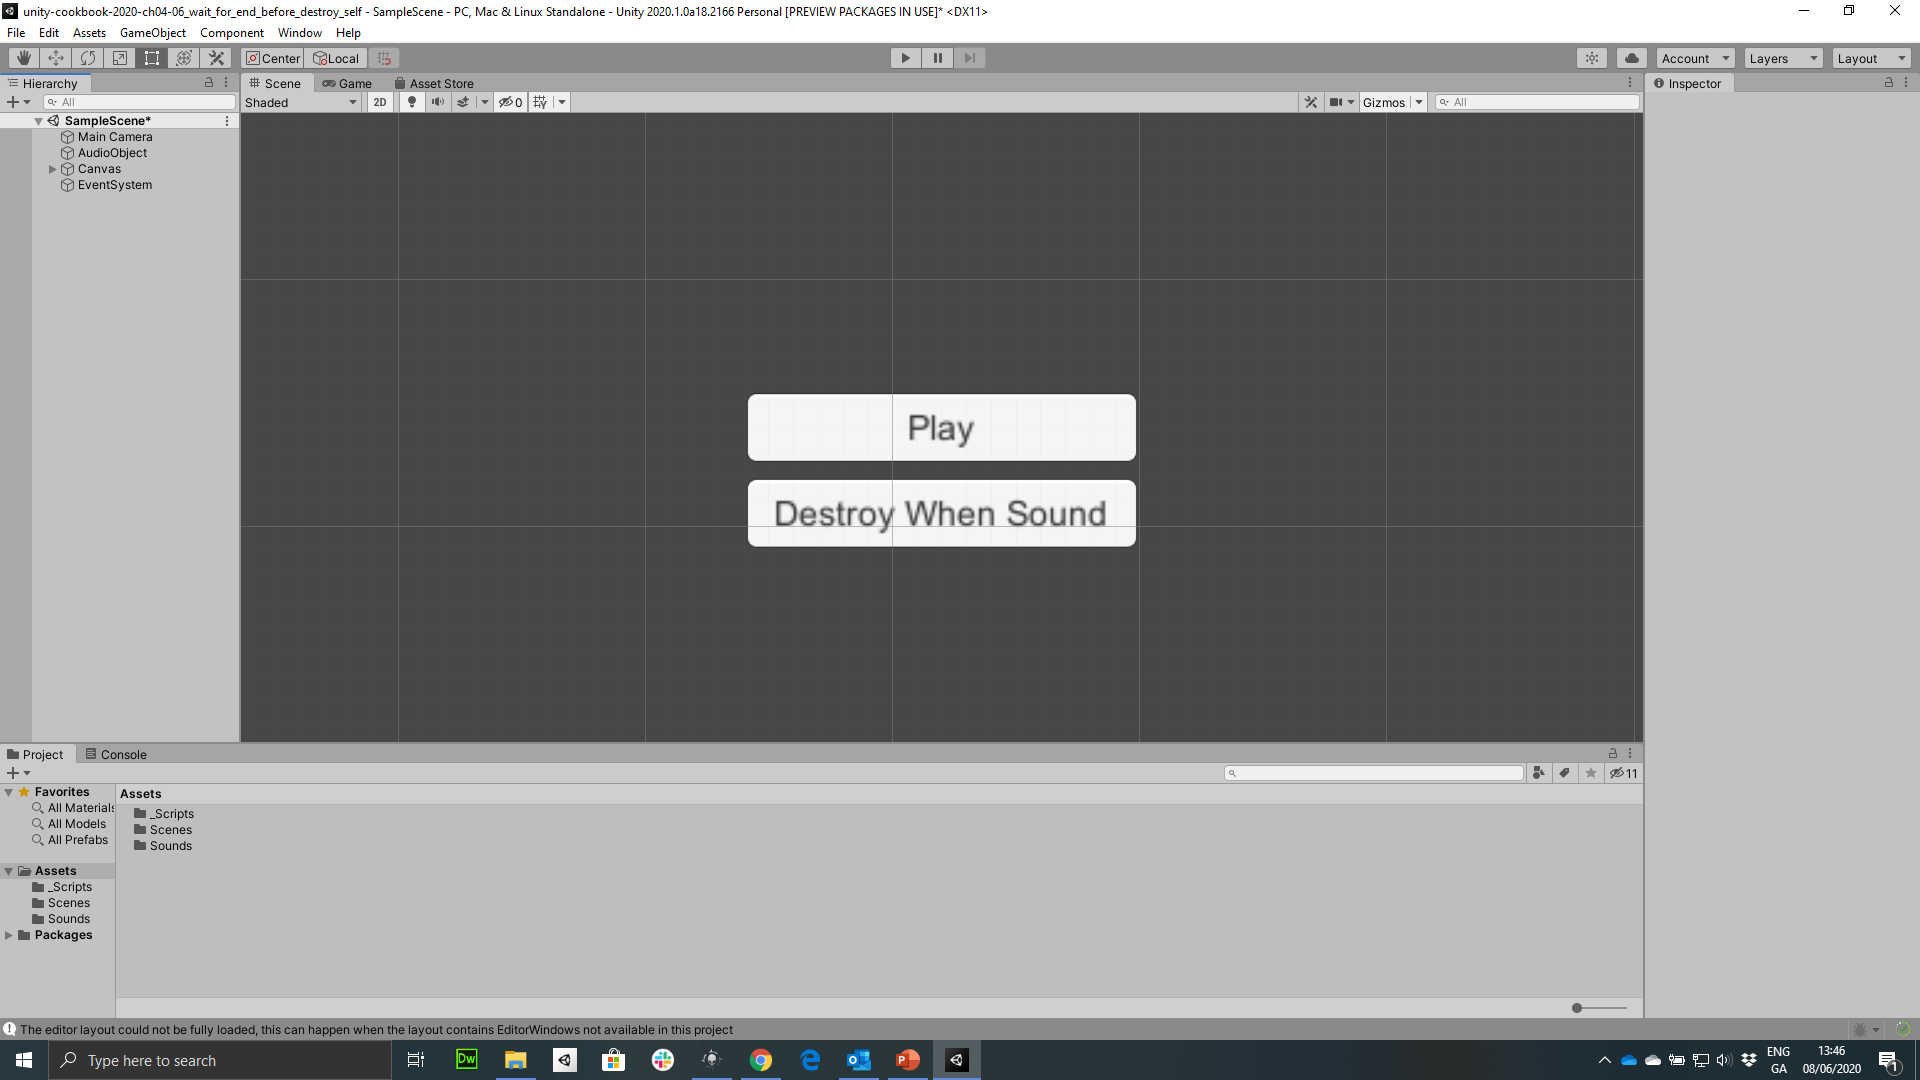 unity-cookbook-2020-ch04-06_wait_for_end_before_destroy_self - SampleScene - PC, Mac & Linux Standalone - Unity 2020.1.0a18.2166 Personal [PREVIEW PACKAGES IN USE]* <DX11>
File Edit Assets GameObject Component Window Help
Center Local Account Layers Layout
Hierarchy Scene Game Asset Store Inspector
All Shaded 2D 0 Gizmos All
SampleScene*
Main Camera
AudioObject
Canvas
EventSystem
Play
Destroy When Sound
Project Console
11
Favorites Assets
All Materials _Scripts
All Models Scenes
All Prefabs Sounds
Assets
_Scripts
Scenes
Sounds
Packages
The editor layout could not be fully loaded, this can happen when the layout contains EditorWindows not available in this project
Type here to search Dw ENG 13:46
GA 08/06/2020 1